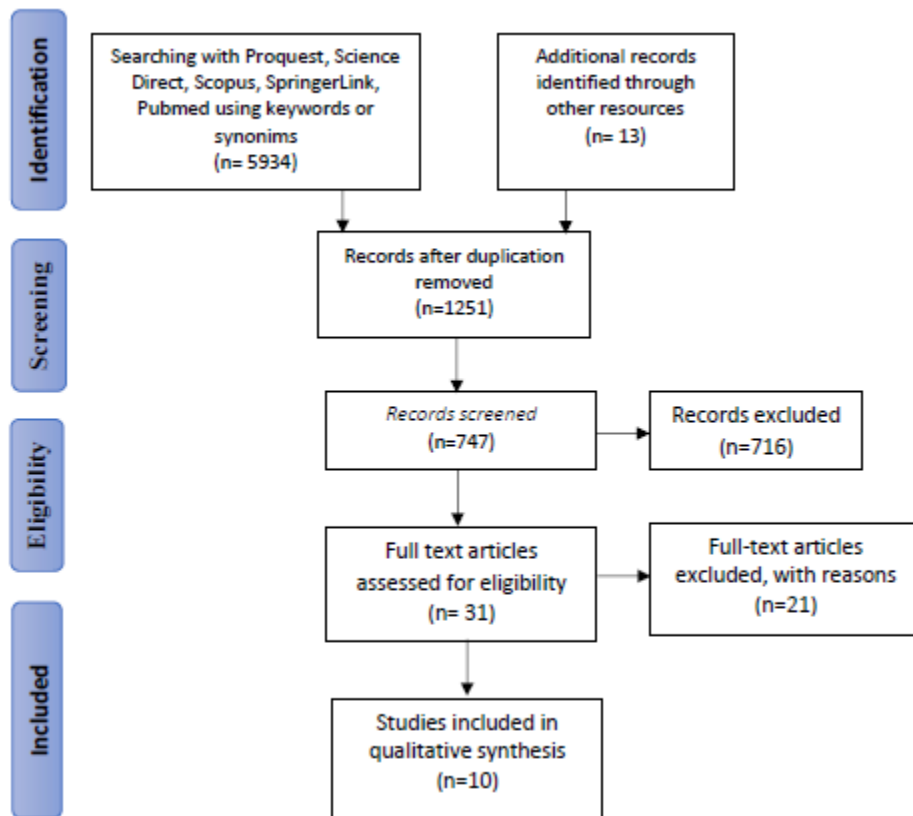 Identification
Searching with Proquest, Science
Direct, Scopus, SpringerLink,
Pubmed using keywords or
synonims
(n= 5934)
Additional records
identified through
other resources
(n= 13)
Screening
Records after duplication
removed
(n=1251)
Records screened
(n=747)
Records excluded
(n=716)
Eligibility
Full text articles
assessed for eligibility
(n= 31)
Full-text articles
excluded, with reasons
(n=21)
Included
Studies included in
qualitative synthesis
(n=10)